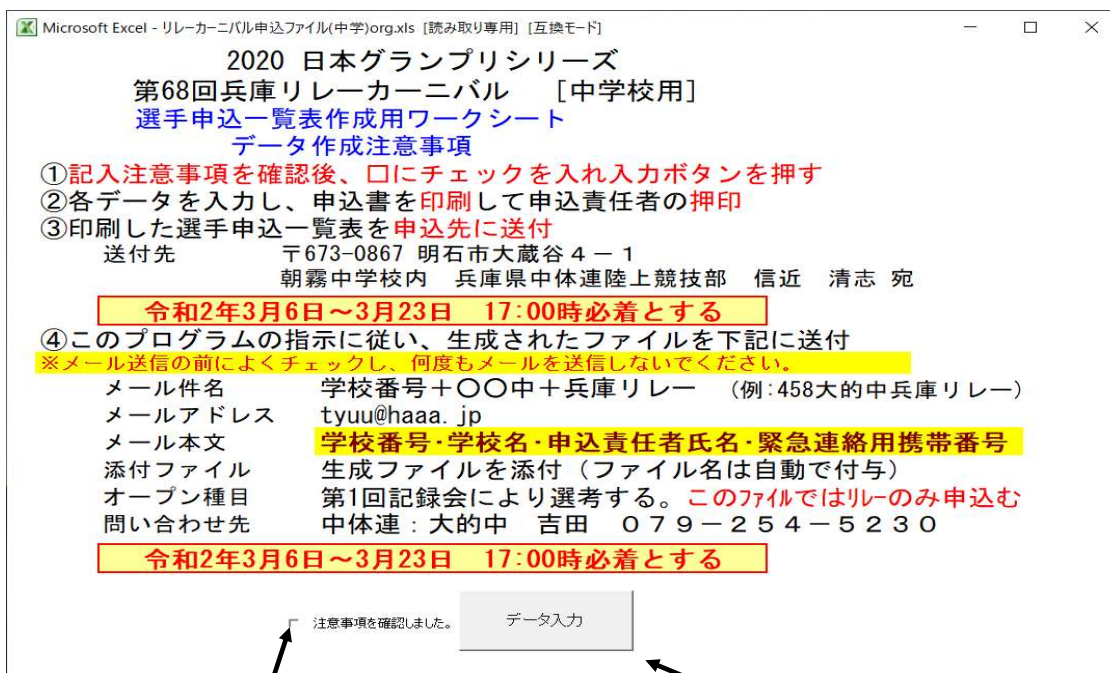 Microsoft Excel - リレーカーニバル申込ファイル(中学)org.xls [読み取り専用] [互換モード]
2020 日本グランプリシリーズ
第68回兵庫リレーカーニバル [中学校用]
選手申込一覧表作成用ワークシート
データ作成注意事項
①記入注意事項を確認後、口にチェックを入れ入力ボタンを押す
②各データを入力し、申込書を印刷して申込責任者の押印
③印刷した選手申込一覧表を申込先に送付
送付先 〒673-0867 明石市大蔵谷4-1
朝霧中学校内 兵庫県中体連陸上競技部 信近 清志 宛
令和2年3月6日～3月23日 17:00時必着とする
④このプログラムの指示に従い、生成されたファイルを下記に送付
※メール送信の前によくチェックし、何度もメールを送信しないでください。
メール件名 学校番号+〇〇中+兵庫リレー (例:458大的中兵庫リレー)
メールアドレス tyuu@haaa.jp
メール本文 学校番号･学校名･申込責任者氏名･緊急連絡用携帯番号
添付ファイル 生成ファイルを添付(ファイル名は自動で付与)
オープン種目 第1回記録会により選考する。このﾌｧｲﾙではﾘﾚｰのみ申込む
問い合わせ先 中体連:大的中 吉田 079-254-5230
令和2年3月6日～3月23日 17:00時必着とする
注意事項を確認しました。 データ入力